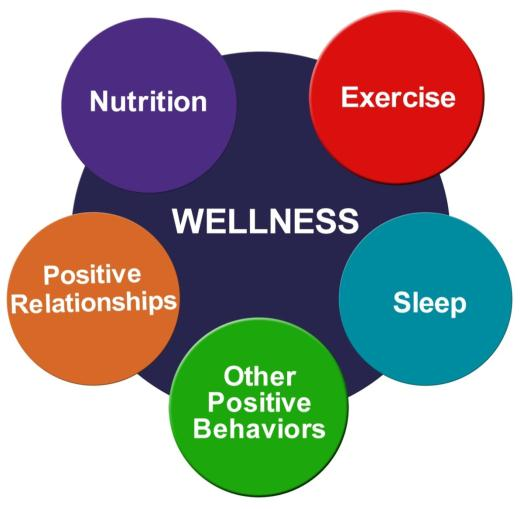 Nutrition
Exercise
WELLNESS
Positive
Relationships
Sleep
Other
Positive
Behaviors